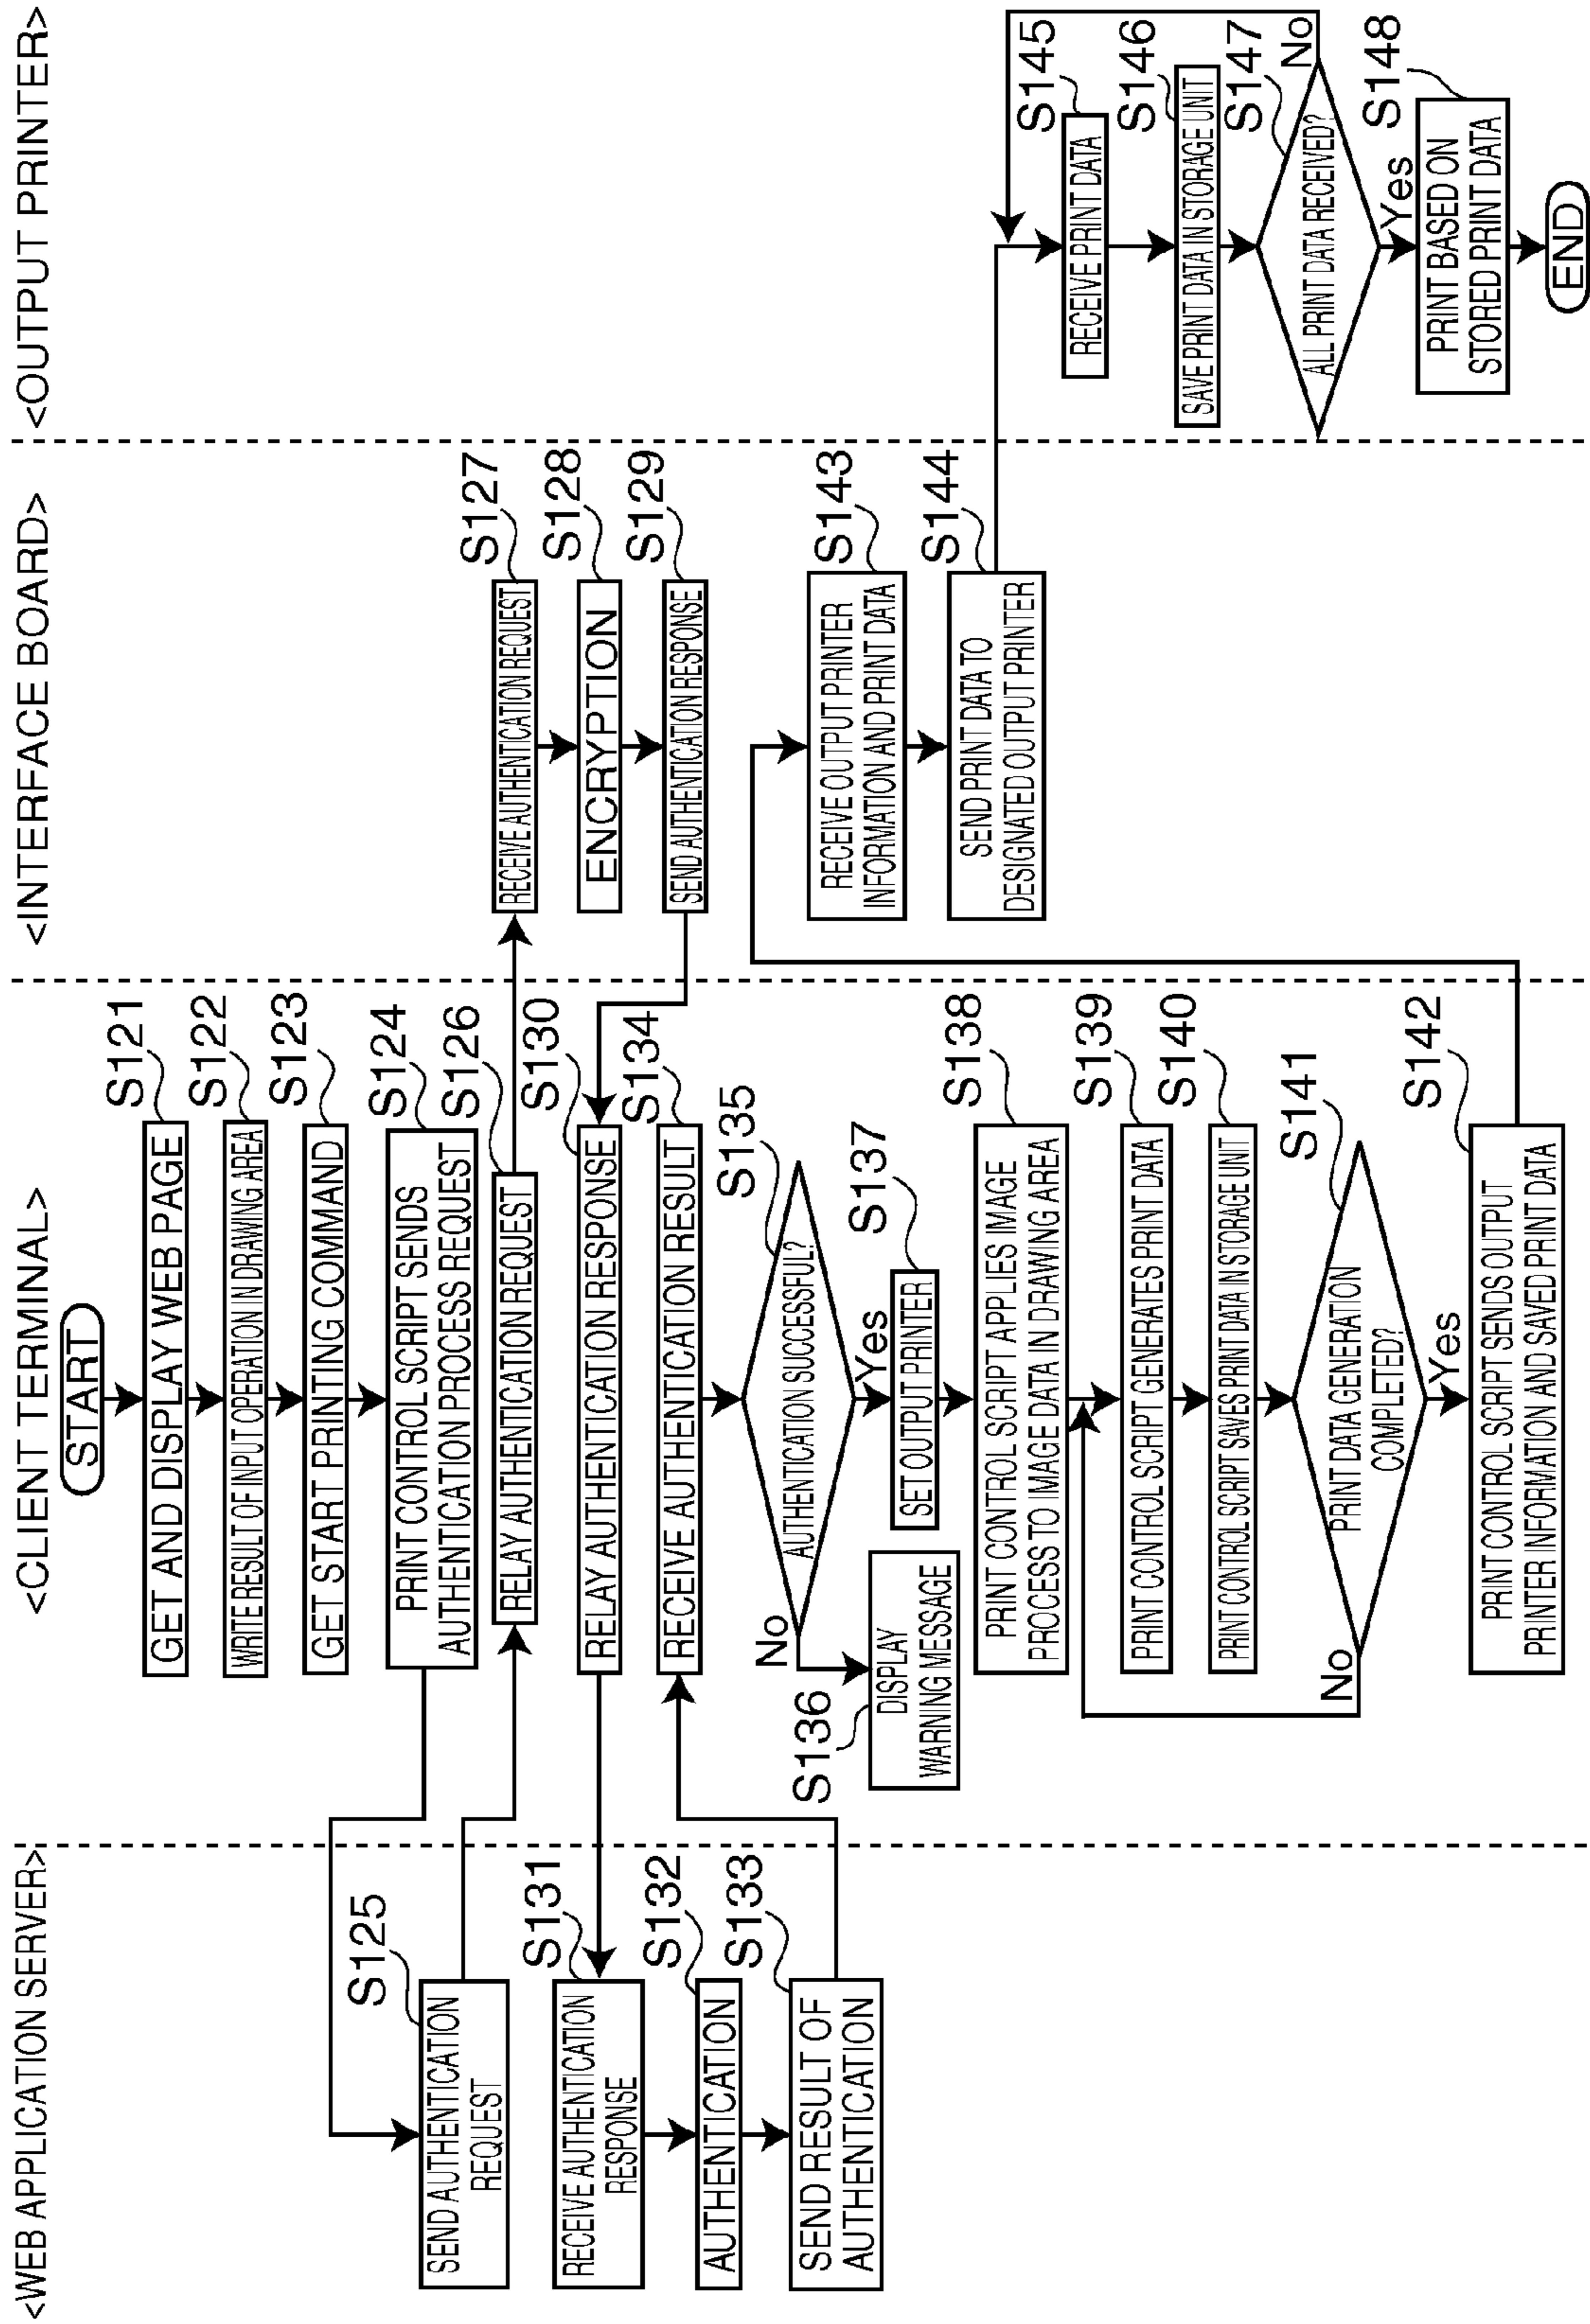 <WEB APPLICATION SERVER>
<CLIENT TERMINAL>
<INTERFACE BOARD>
<OUTPUT PRINTER>
START
S121
GET AND DISPLAY WEB PAGE
S122
WRITE RESULT OF INPUT OPERATION IN DRAWING AREA
S123
GET START PRINTING COMMAND
S124
PRINT CONTROL SCRIPT SENDS
AUTHENTICATION PROCESS REQUEST
S125
SEND AUTHENTICATION
REQUEST
S126
RELAY AUTHENTICATION REQUEST
S127
RECEIVE AUTHENTICATION REQUEST
S128
ENCRYPTION
S129
SEND AUTHENTICATION RESPONSE
S130
RELAY AUTHENTICATION RESPONSE
S131
RECEIVE AUTHENTICATION
RESPONSE
S132
AUTHENTICATION
S133
SEND RESULT OF
AUTHENTICATION
S134
RECEIVE AUTHENTICATION RESULT
S135
AUTHENTICATION SUCCESSFUL?
No
Yes
S136
DISPLAY
WARNING MESSAGE
S137
SET OUTPUT PRINTER
S138
PRINT CONTROL SCRIPT APPLIES IMAGE
PROCESS TO IMAGE DATA IN DRAWING AREA
S139
PRINT CONTROL SCRIPT GENERATES PRINT DATA
S140
PRINT CONTROL SCRIPT SAVES PRINT DATA IN STORAGE UNIT
S141
PRINT DATA GENERATION
COMPLETED?
No
Yes
S142
PRINT CONTROL SCRIPT SENDS OUTPUT
PRINTER INFORMATION AND SAVED PRINT DATA
S143
RECEIVE OUTPUT PRINTER
INFORMATION AND PRINT DATA
S144
SEND PRINT DATA TO
DESIGNATED OUTPUT PRINTER
S145
RECEIVE PRINT DATA
S146
SAVE PRINT DATA IN STORAGE UNIT
S147
ALL PRINT DATA RECEIVED?
No
Yes
S148
PRINT BASED ON
STORED PRINT DATA
END